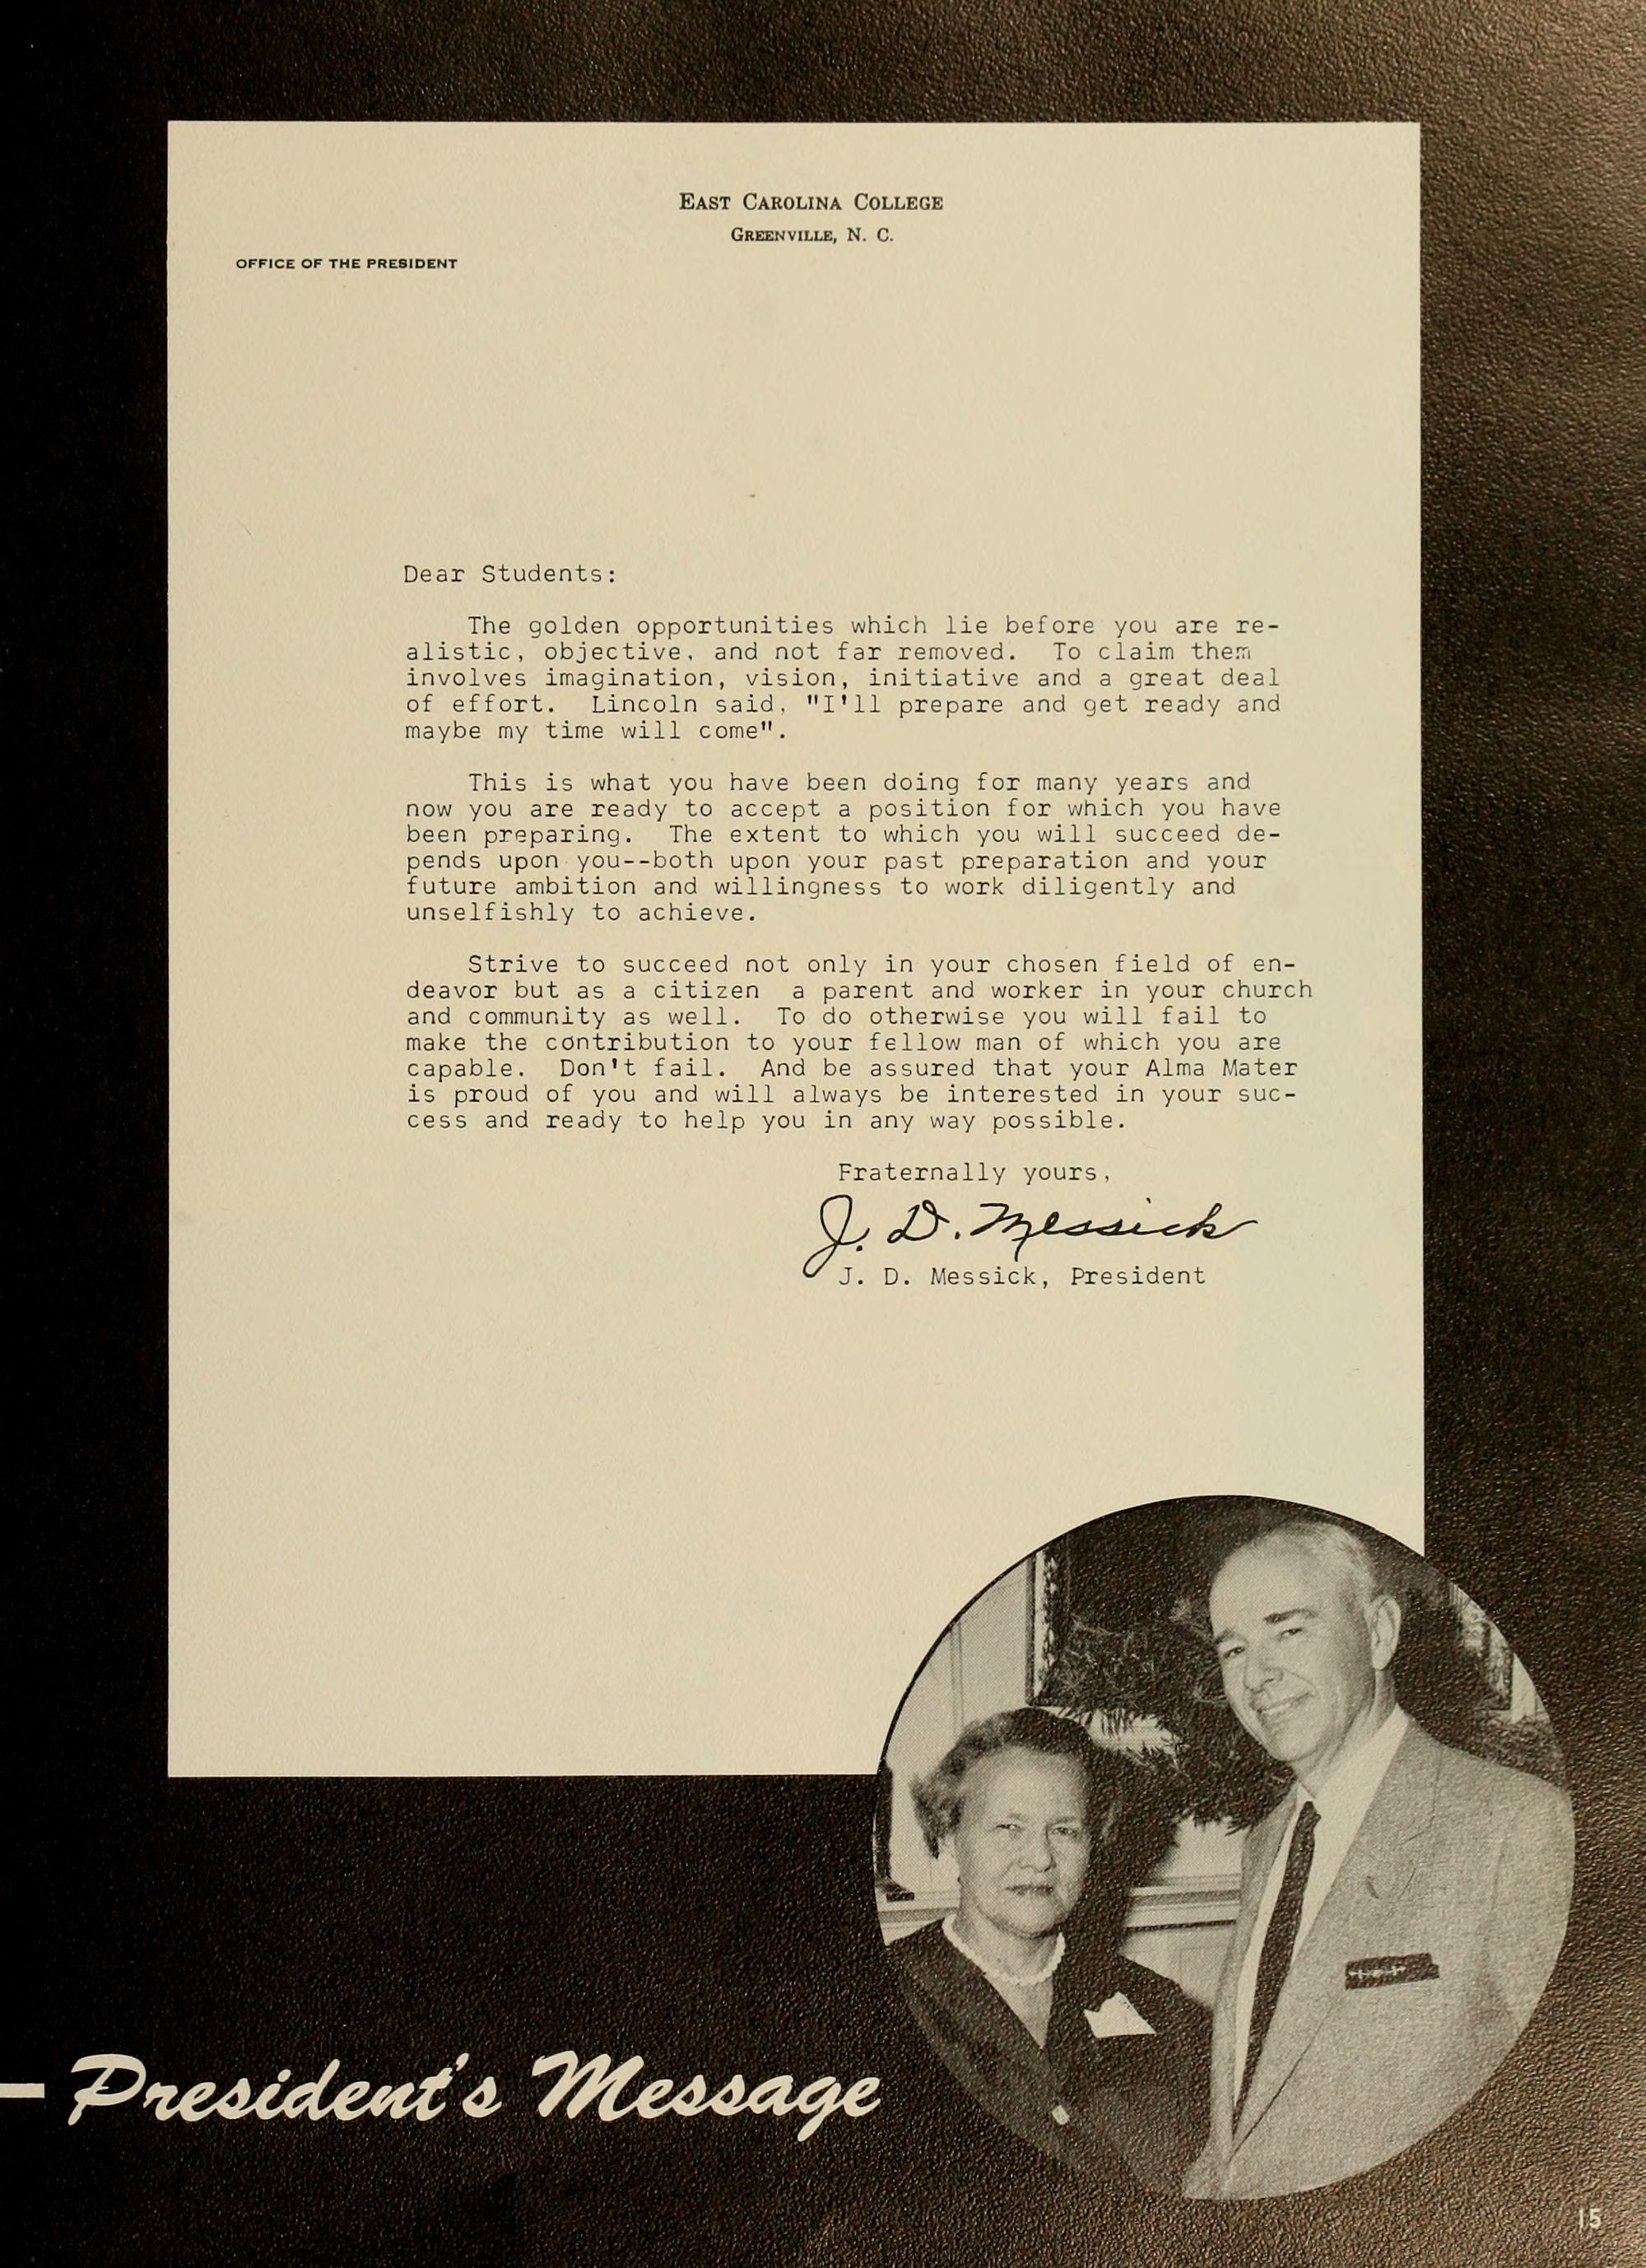 EAST CAROLINA COLLEGE
GREENVILLE, N. C.
OFFICE OF THE PRESIDENT
Dear Students:
The golden opportunities which lie before you are re-
alistic, objective, and not far removed. To claim them
involves imagination, vision, initiative and a great deal
of effort. Lincoln said, "I'll prepare and get ready and
maybe my time will come".
This is what you have been doing for many years and
now you are ready to accept a position for which you have
been preparing. The extent to which you will succeed de-
pends upon you--both upon your past preparation and your
future ambition and willingness to work diligently and
unselfishly to achieve.
Strive to succeed not only in your chosen field of en-
deavor but as a citizen a parent and worker in your church
and community as well. To do otherwise you will fail to
make the contribution to your fellow man of which you are
capable. Don't fail. And be assured that your Alma Mater
is proud of you and will always be interested in your suc-
cess and ready to help you in any way possible.
Fraternally yours,
J. D. Messick
J. D. Messick, President
President's Message
15